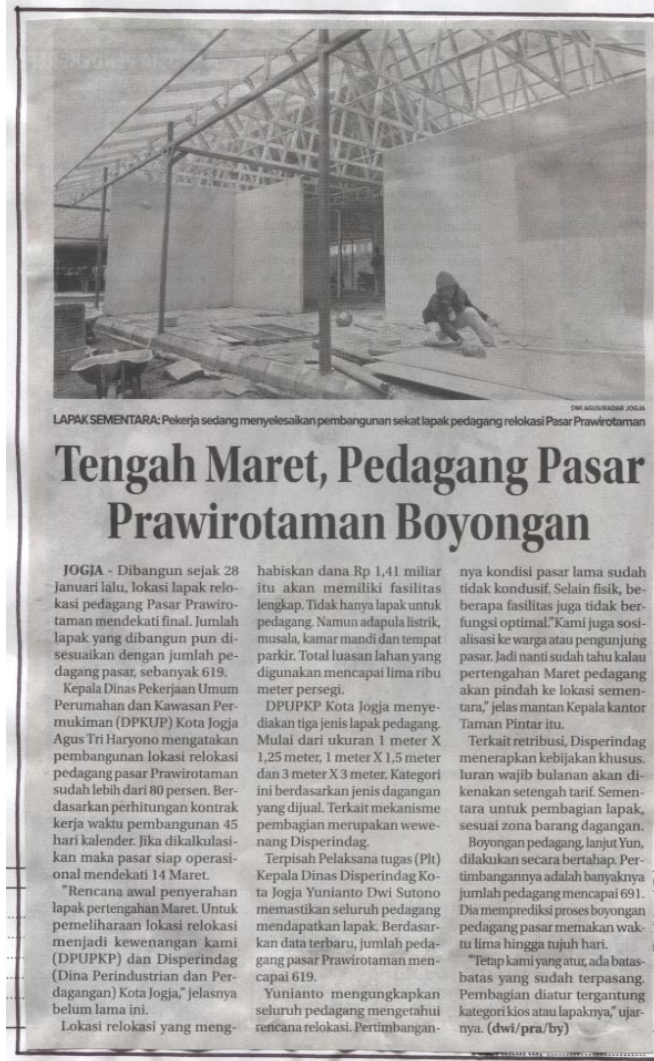 DWI AGUS/RADAR JOGJA
LAPAK SEMENTARA: Pekerja sedang menyelesaikan pembangunan sekat lapak pedagang relokasi Pasar Prawirotaman
Tengah Maret, Pedagang Pasar
Prawirotaman Boyongan
JOGJA - Dibangun sejak 28
Januari lalu, lokasi lapak relo-
kasi pedagang Pasar Prawiro-
taman mendekati final. Jumlah
lapak yang dibangun pun di-
sesuaikan dengan jumlah pe-
dagang pasar, sebanyak 619.
Kepala Dinas Pekerjaan Umum
Perumahan dan Kawasan Per-
mukiman (DPKUP) Kota Jogja
Agus Tri Haryono mengatakan
pembangunan lokasi relokasi
pedagang pasar Prawirotaman
sudah lebih dari 80 persen. Ber-
dasarkan perhitungan kontrak
kerja waktu pembangunan 45
hari kalender. Jika dikalkulasi-
kan maka pasar siap operasi-
onal mendekati 14 Maret.
"Rencana awal penyerahan
lapak pertengahan Maret. Untuk
pemeliharaan lokasi relokasi
menjadi kewenangan kami
(DPUPKP) dan Disperindag
(Dina Perindustrian dan Per-
dagangan) Kota Jogja," jelasnya
belum lama ini.
Lokasi relokasi yang meng-
habiskan dana Rp 1,41 miliar
itu akan memiliki fasilitas
lengkap. Tidak hanya lapak untuk
pedagang. Namun adapula listrik,
musala, kamar mandi dan tempat
parkir. Total luasan lahan yang
digunakan mencapai lima ribu
meter persegi.
DPUPKP Kota Jogja menye-
diakan tiga jenis lapak pedagang.
Mulai dari ukuran 1 meter X
1,25 meter, 1 meter X 1,5 meter
dan 3 meter X 3 meter. Kategori
ini berdasarkan jenis dagangan
yang dijual. Terkait mekanisme
pembagian merupakan wewe-
nang Disperindag.
Terpisah Pelaksana tugas (Plt)
Kepala Dinas Disperindag Ko-
ta Jogja Yunianto Dwi Sutono
memastikan seluruh pedagang
mendapatkan lapak. Berdasar-
kan data terbaru, jumlah peda-
gang pasar Prawirotaman men-
capai 619.
Yunianto mengungkapkan
seluruh pedagang mengetahui
rencana relokasi. Pertimbangan-
nya kondisi pasar lama sudah
tidak kondusif. Selain fisik, be-
berapa fasilitas juga tidak ber-
fungsi optimal."Kami juga sosi-
alisasi ke warga atau pengunjung
pasar. Jadi nanti sudah tahu kalau
pertengahan Maret pedagang
akan pindah ke lokasi semen-
tara," jelas mantan Kepala kantor
Taman Pintar itu.
Terkait retribusi, Disperindag
menerapkan kebijakan khusus.
Iuran wajib bulanan akan di-
kenakan setengah tarif. Semen-
tara untuk pembagian lapak,
sesuai zona barang dagangan.
Boyongan pedagang, lanjut Yun,
dilakukan secara bertahap. Per-
timbangannya adalah banyaknya
jumlah pedagang mencapai 691.
Dia memprediksi proses boyongan
pedagang pasar memakan wak-
tu lima hingga tujuh hari.
"Tetap kami yang atur, ada batas-
batas yang sudah terpasang.
Pembagian diatur tergantung
kategori kios atau lapaknya," ujar-
nya. (dwi/pra/by)